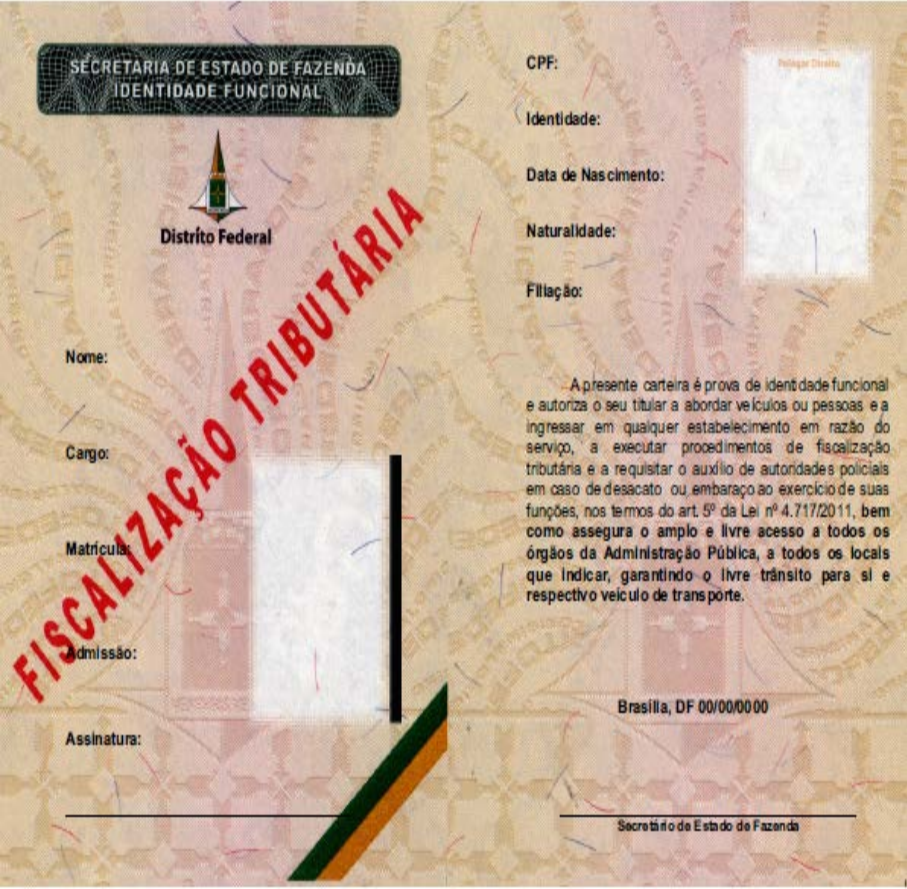 SECRETARIA DE ESTADO DE FAZENDA
IDENTIDADE FUNCIONAL
Distrito Federal
FISCALIZAÇÃO TRIBUTÁRIA
Nome:
Cargo:
Matrícula:
Admissão:
Assinatura:
CPF:
Polegar Direito
Identidade:
Data de Nascimento:
Naturalidade:
Filiação:
A presente carteira é prova de identidade funcional
e autoriza o seu titular a abordar veículos ou pessoas e a
ingressar em qualquer estabelecimento em razão do
serviço, a executar procedimentos de fiscalização
tributária e a requisitar o auxílio de autoridades policiais
em caso de desacato ou embaraço ao exercício de suas
funções, nos termos do art. 5º da Lei nº 4.717/2011, bem
como assegura o amplo e livre acesso a todos os
órgãos da Administração Pública, a todos os locais
que indicar, garantindo o livre trânsito para si e
respectivo veículo de transporte.
Brasília, DF 00/00/0000
Secretário de Estado de Fazenda